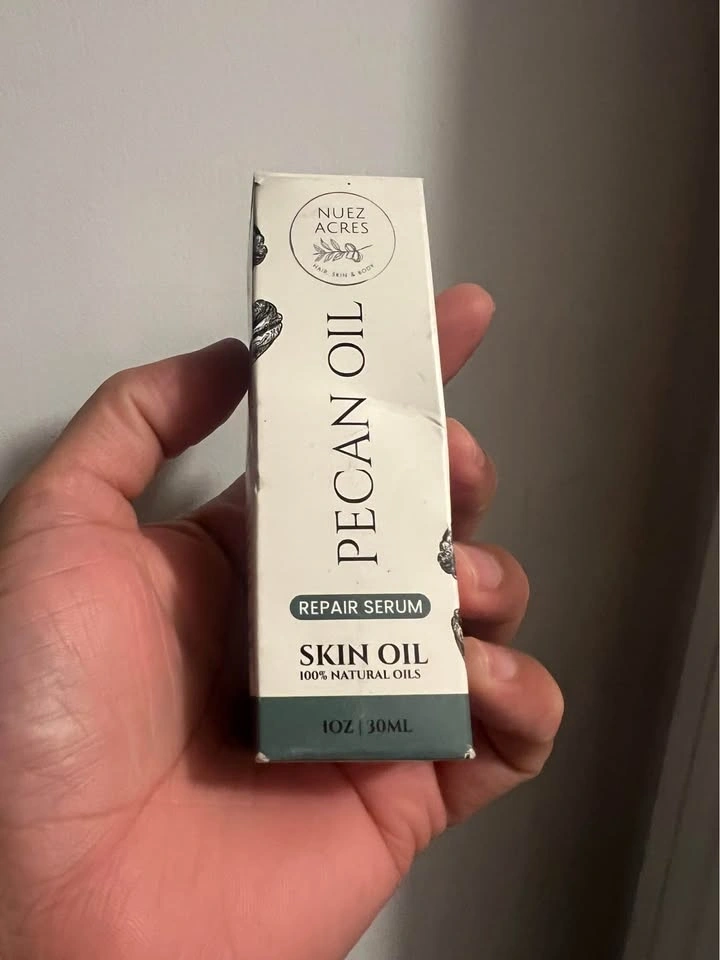 NUEZ
ACRES
HAIR, SKIN & BODY
PECAN OIL
REPAIR SERUM
SKIN OIL
100% NATURAL OILS
1OZ | 30ML